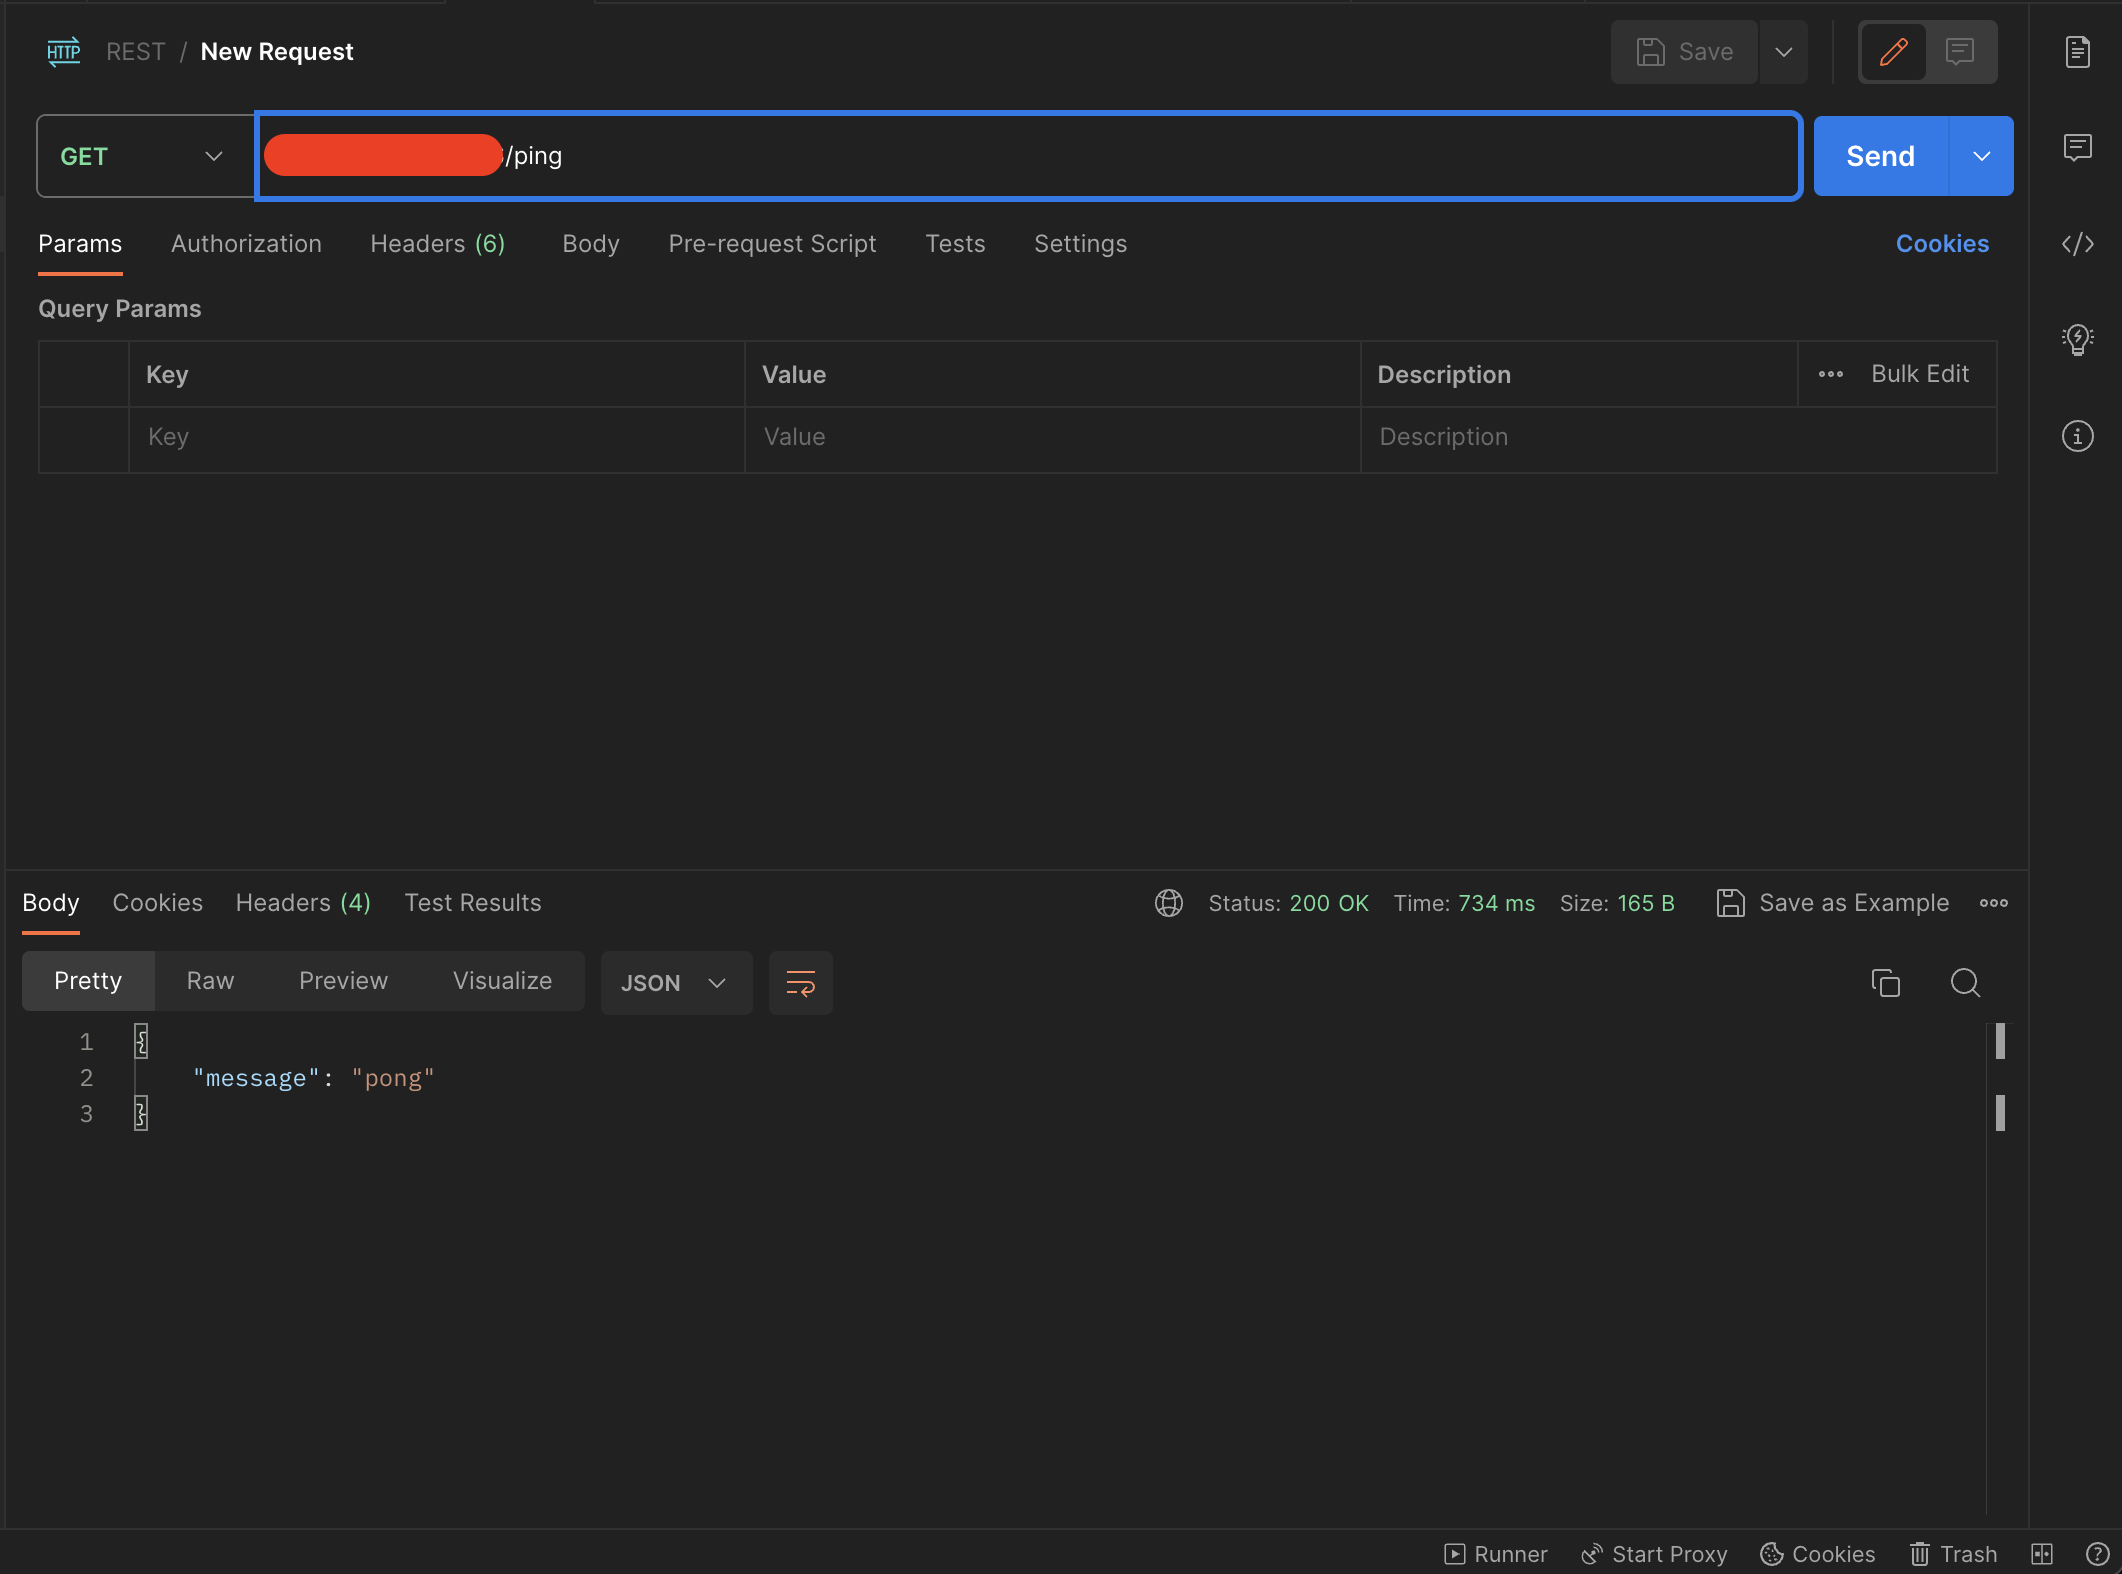 HTTP REST / New Request Save
GET /ping Send
Params Authorization Headers (6) Body Pre-request Script Tests Settings Cookies
Query Params
Key Value Description Bulk Edit
Key Value Description
Body Cookies Headers (4) Test Results Status: 200 OK Time: 734 ms Size: 165 B Save as Example
Pretty Raw Preview Visualize JSON
1 {
2 "message": "pong"
3 }
Runner Start Proxy Cookies Trash